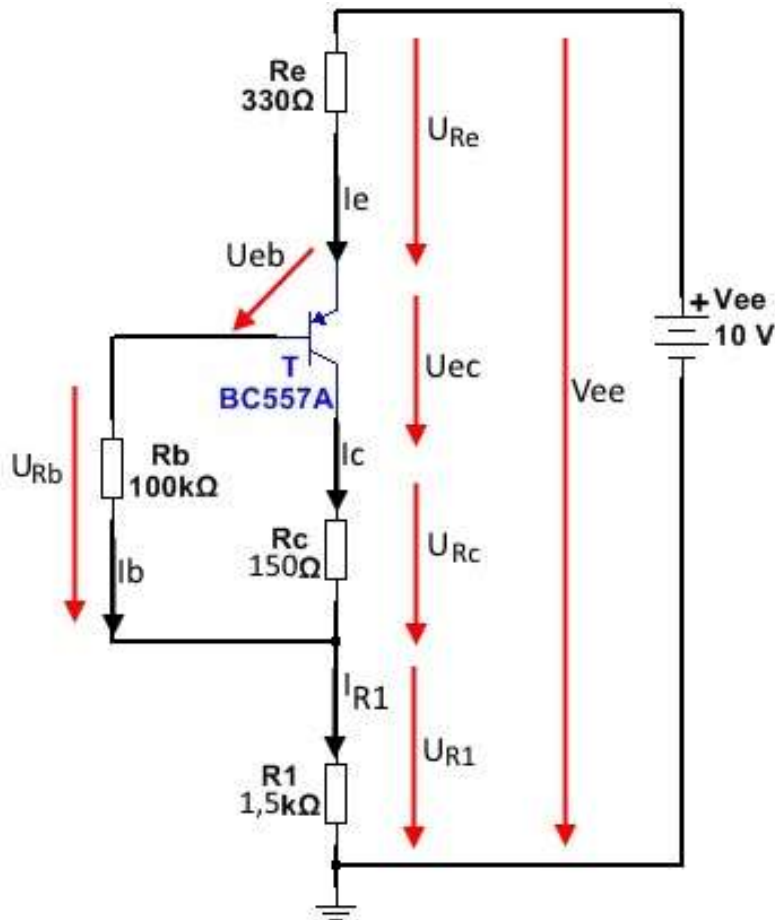 Re
330Ω
URe
Ie
Ueb
+ Vee
10 V
T
BC557A
Uec
Vee
URb
Rb
100kΩ
Ic
Rc
150Ω
URc
Ib
IR1
UR1
R1
1,5kΩ